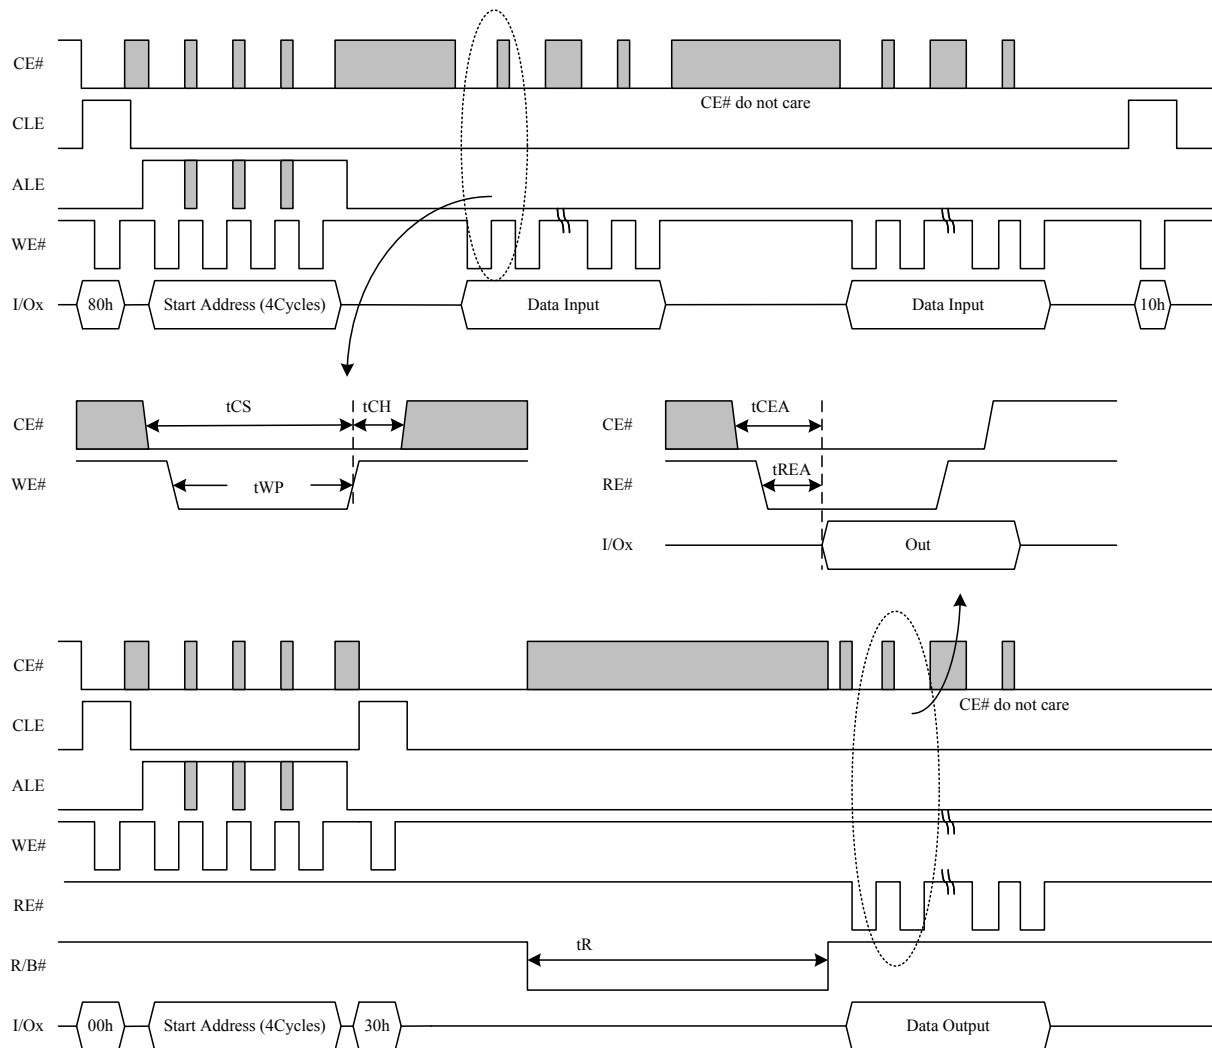 CE#
CE# do not care
CLE
ALE
WE#
I/Ox 80h Start Address (4Cycles) Data Input Data Input 10h
CE# tCS tCH
WE# tWP
CE# tCEA
RE# tREA
I/Ox Out
CE#
CE# do not care
CLE
ALE
WE#
RE#
R/B# tR
I/Ox 00h Start Address (4Cycles) 30h Data Output